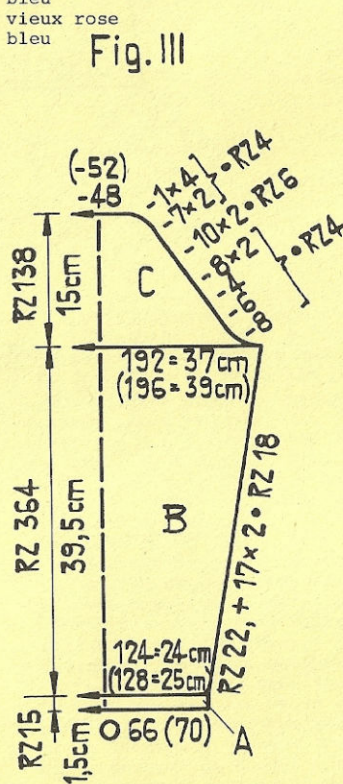 bleu
vieux rose
bleu
Fig. III
(-52)
-48
-1×4 } • RZ4
-7×2
-10×2 • RZ6
-8×2 } • RZ4
-4
-6
-8
RZ138
15cm
C
192=37cm
(196=39cm)
RZ 364
39,5cm
B
RZ 22, + 17×2 • RZ 18
124=24cm
(128=25cm)
RZ15
1,5cm
O 66 (70)
A